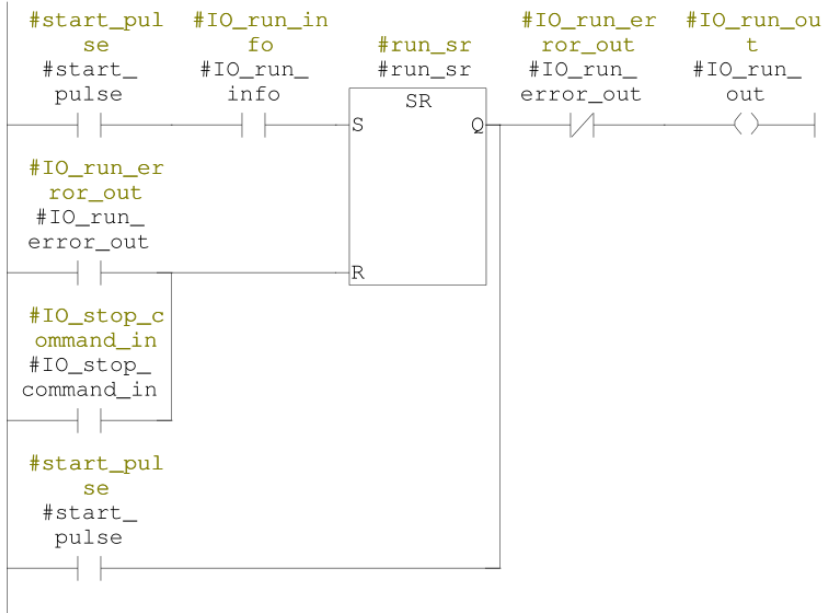 #start_pul
se
#start_
pulse
#IO_run_in
fo
#IO_run_
info
#run_sr
#run_sr
SR
S
Q
R
#IO_run_er
ror_out
#IO_run_
error_out
#IO_run_ou
t
#IO_run_
out
#IO_run_er
ror_out
#IO_run_
error_out
#IO_stop_c
ommand_in
#IO_stop_
command_in
#start_pul
se
#start_
pulse